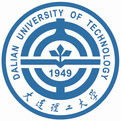 DALIAN UNIVERSITY OF TECHNOLOGY
1949
大连理工大学